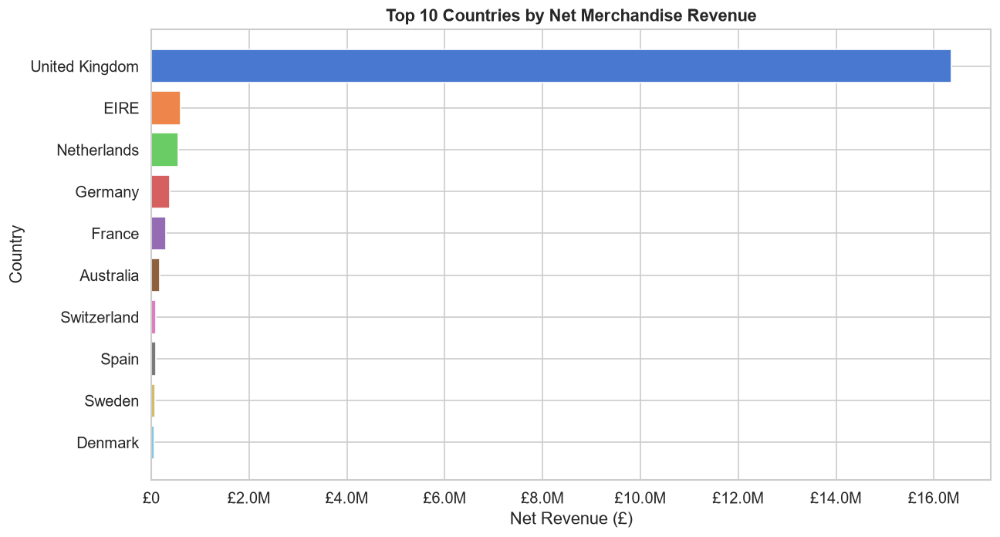 Top 10 Countries by Net Merchandise Revenue
Country
United Kingdom
EIRE
Netherlands
Germany
France
Australia
Switzerland
Spain
Sweden
Denmark
£0 £2.0M £4.0M £6.0M £8.0M £10.0M £12.0M £14.0M £16.0M
Net Revenue (£)